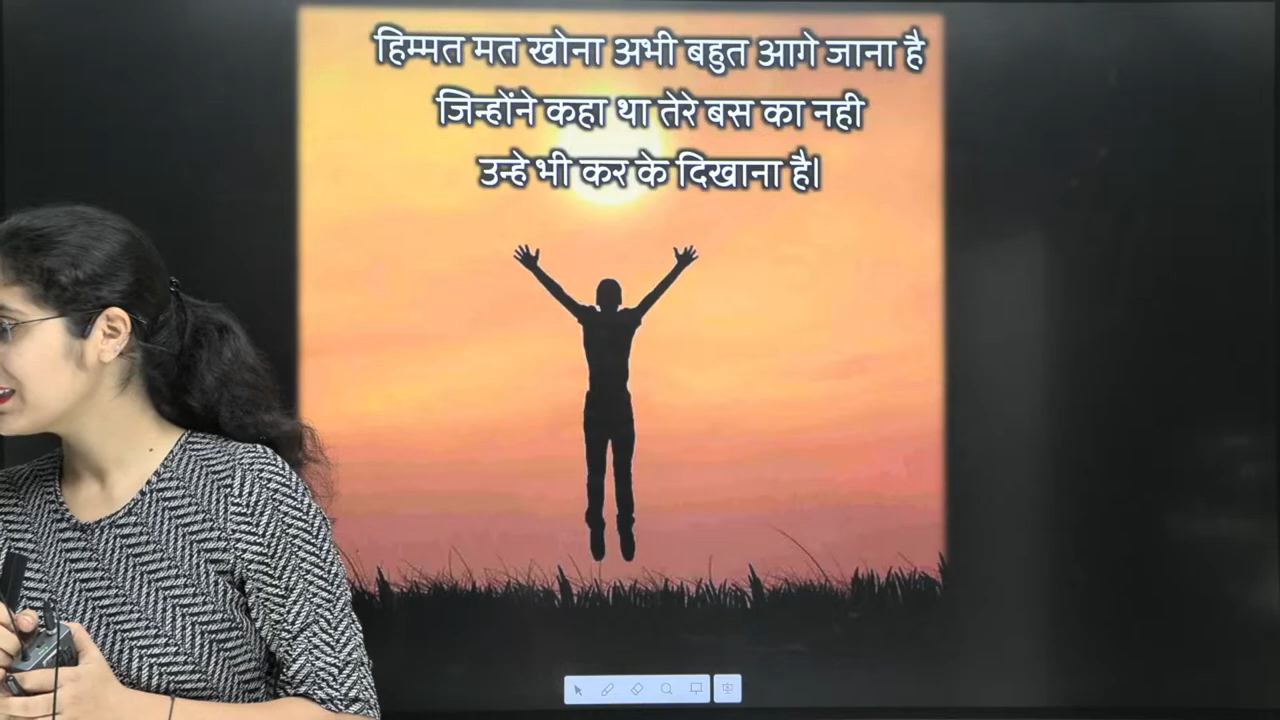 हिम्मत मत खोना अभी बहुत आगे जाना है
जिन्होंने कहा था तेरे बस का नही
उन्हे भी कर के दिखाना है।